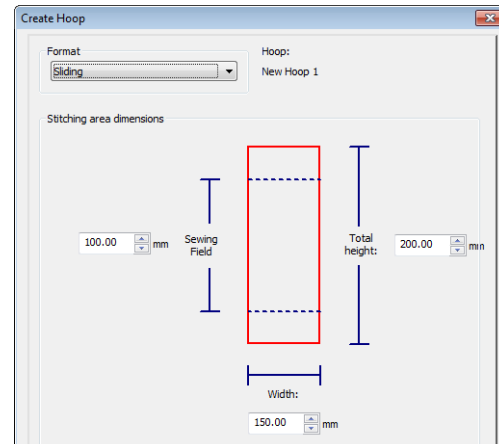 Create Hoop
Format
Sliding
Hoop:
New Hoop 1
Stitching area dimensions
100.00 mm
Sewing
Field
Total
height:
200.00 mm
Width:
150.00 mm